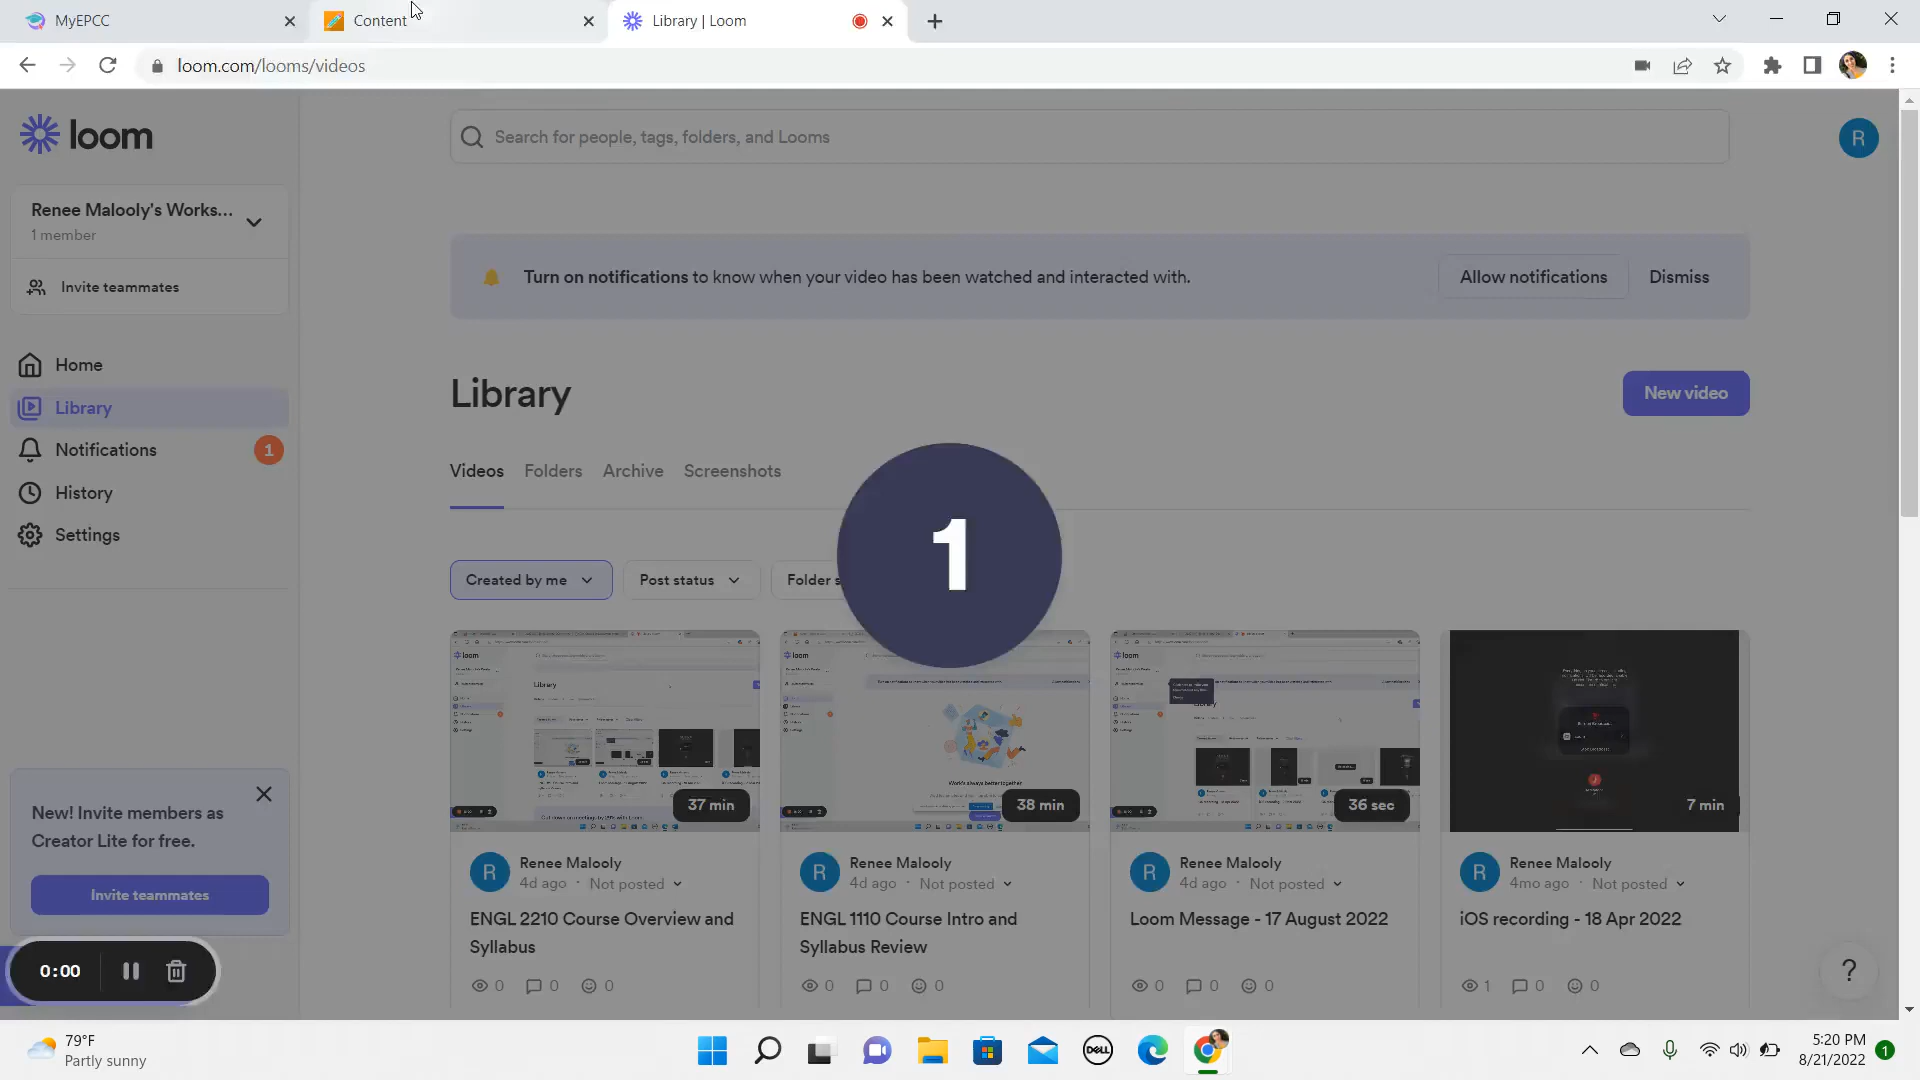 MyEPCC
Content
Library | Loom
loom.com/looms/videos
loom
Search for people, tags, folders, and Looms
R
Renee Malooly's Works...
1 member
Invite teammates
Turn on notifications to know when your video has been watched and interacted with.
Allow notifications
Dismiss
Home
Library
Notifications
1
History
Settings
Library
New video
Videos
Folders
Archive
Screenshots
1
Created by me
Post status
Folder s
37 min
38 min
36 sec
7 min
New! Invite members as
Creator Lite for free.
Invite teammates
R
Renee Malooly
4d ago · Not posted
ENGL 2210 Course Overview and
Syllabus
0 0 0
R
Renee Malooly
4d ago · Not posted
ENGL 1110 Course Intro and
Syllabus Review
0 0 0
R
Renee Malooly
4d ago · Not posted
Loom Message - 17 August 2022
0 0 0
R
Renee Malooly
4mo ago · Not posted
iOS recording - 18 Apr 2022
1 0 0
0:00
?
79°F
Partly sunny
DELL
5:20 PM
8/21/2022
1